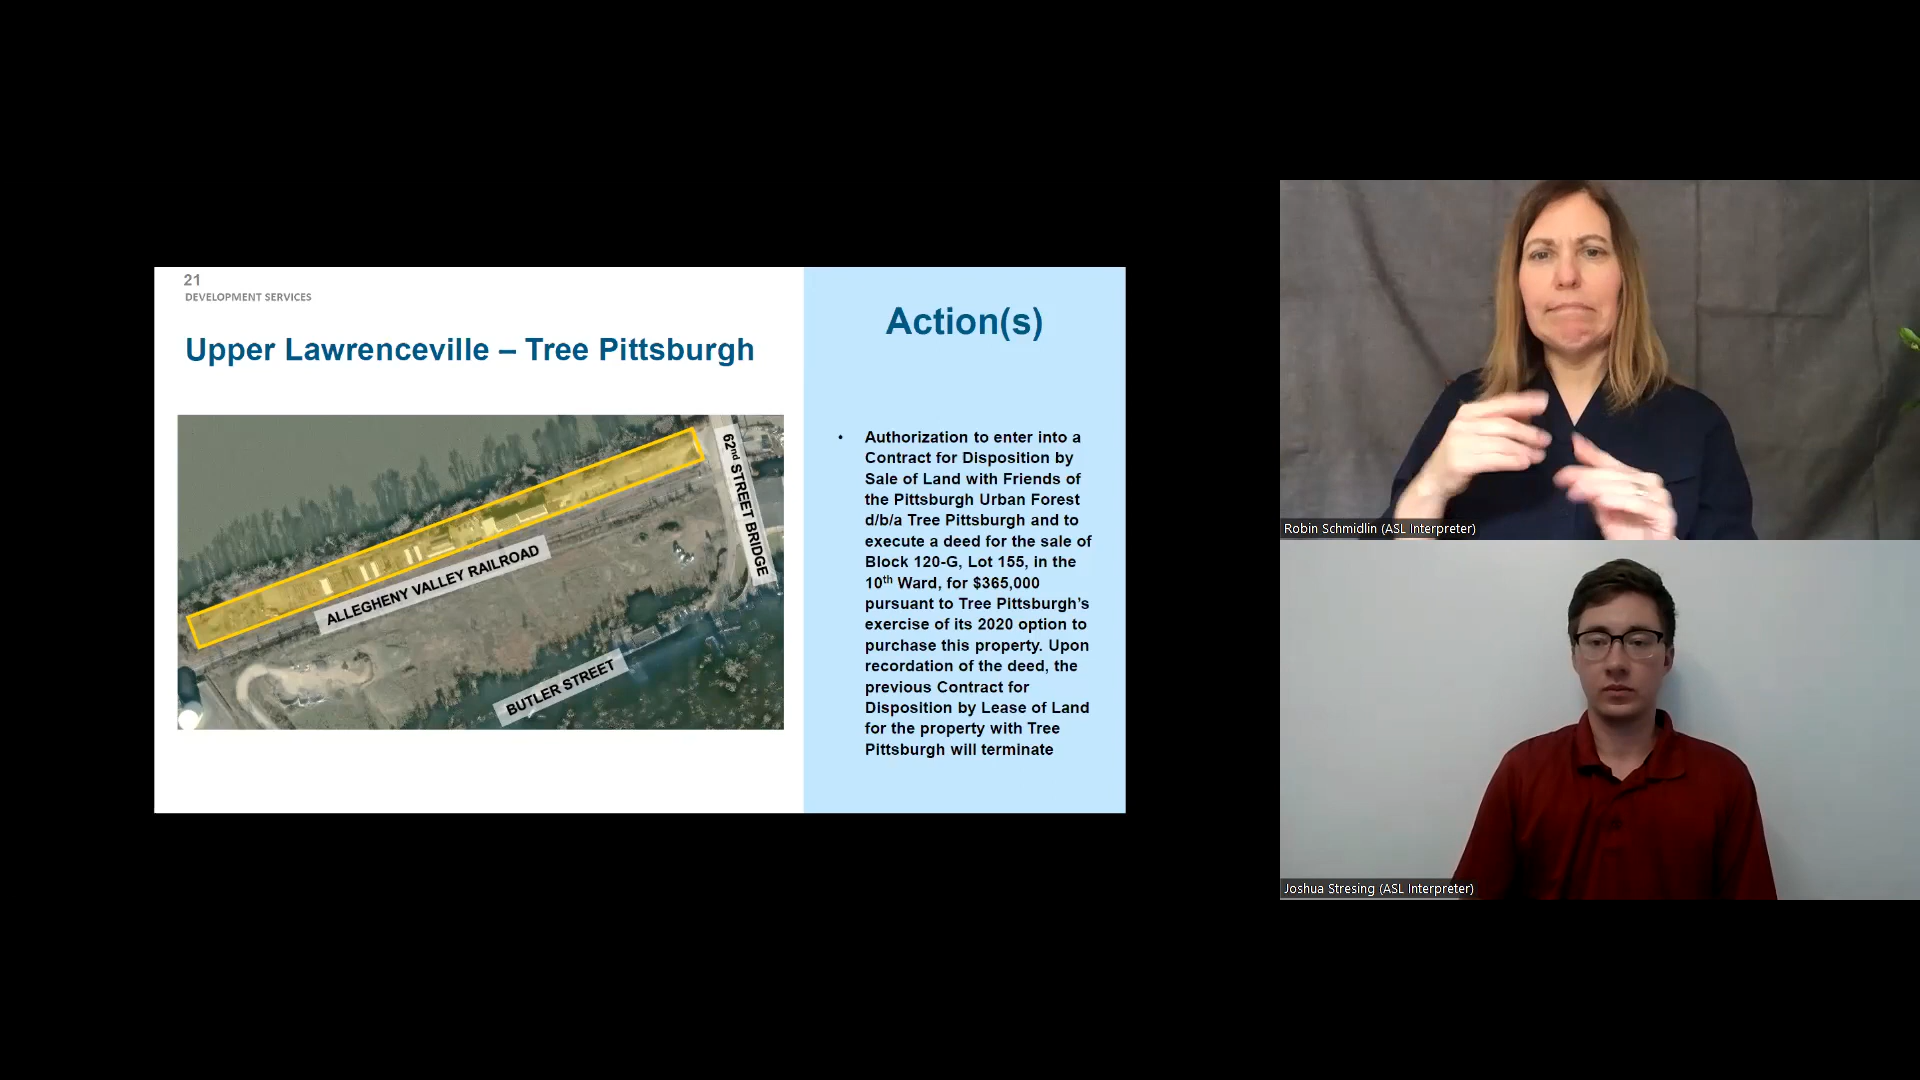 21
DEVELOPMENT SERVICES
Upper Lawrenceville – Tree Pittsburgh
62nd STREET BRIDGE
ALLEGHENY VALLEY RAILROAD
BUTLER STREET
Action(s)
• Authorization to enter into a
Contract for Disposition by
Sale of Land with Friends of
the Pittsburgh Urban Forest
d/b/a Tree Pittsburgh and to
execute a deed for the sale of
Block 120-G, Lot 155, in the
10th Ward, for $365,000
pursuant to Tree Pittsburgh’s
exercise of its 2020 option to
purchase this property. Upon
recordation of the deed, the
previous Contract for
Disposition by Lease of Land
for the property with Tree
Pittsburgh will terminate
Robin Schmidlin (ASL Interpreter)
Joshua Stresing (ASL Interpreter)